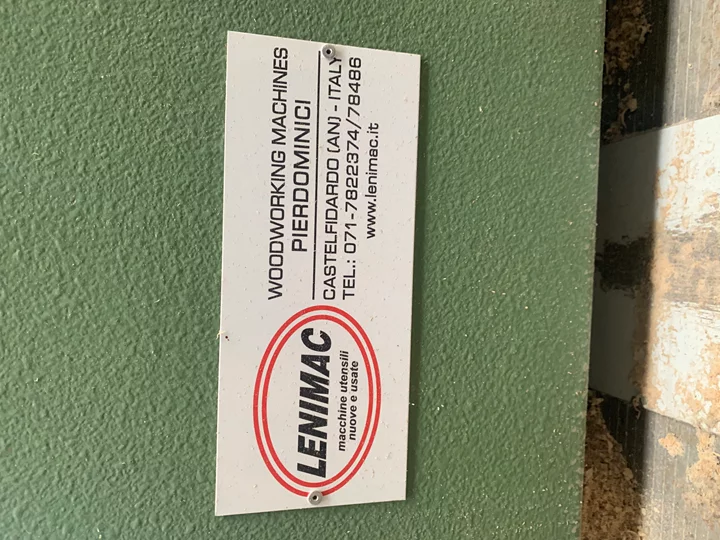 LENIMAC
macchine utensili
nuove e usate
WOODWORKING MACHINES
PIERDOMINICI
CASTELFIDARDO (AN) - ITALY
TEL.: 071-7822374/78486
www.lenimac.it